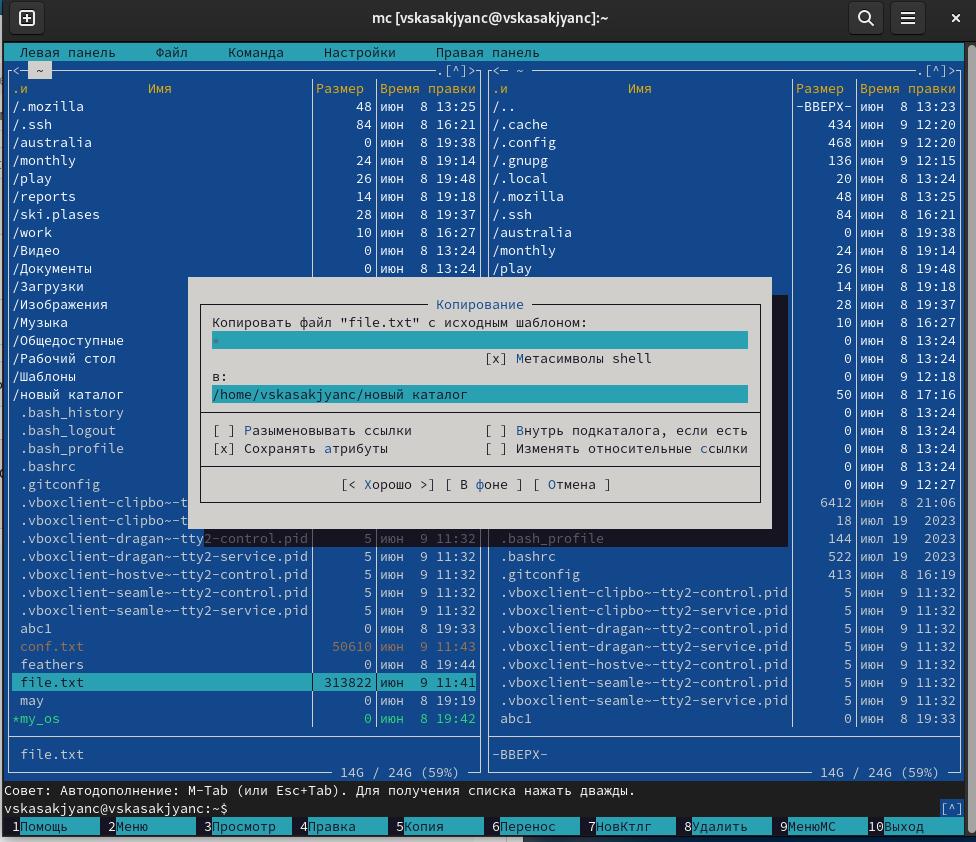 mc [vskasakjyanc@vskasakjyanc]:~
Левая панель Файл Команда Настройки Правая панель
<─ ~ .[^]> <─ ~ .[^]>
.и Имя Размер Время правки .и Имя Размер Время правки
/.mozilla 48 июн 8 13:25 /.. -ВВЕРХ- июн 8 13:23
/.ssh 84 июн 8 16:21 /.cache 434 июн 9 12:20
/australia 0 июн 8 19:38 /.config 468 июн 9 12:20
/monthly 24 июн 8 19:14 /.gnupg 136 июн 9 12:15
/play 26 июн 8 19:48 /.local 20 июн 8 13:24
/reports 14 июн 8 19:18 /.mozilla 48 июн 8 13:25
/ski.plases 28 июн 8 19:37 /.ssh 84 июн 8 16:21
/work 10 июн 8 16:27 /australia 0 июн 8 19:38
/Видео 0 июн 8 13:24 /monthly 24 июн 8 19:14
/Документы 0 июн 8 13:24 /play 26 июн 8 19:48
/Загрузки 14 июн 8 19:18
/Изображения Копирование 28 июн 8 19:37
/Музыка Копировать файл "file.txt" с исходным шаблоном: 10 июн 8 16:27
/Общедоступные * 0 июн 8 13:24
/Рабочий стол [x] Метасимволы shell 0 июн 8 13:24
/Шаблоны в: 0 июн 9 12:18
/новый каталог /home/vskasakjyanc/новый каталог 50 июн 8 17:16
.bash_history 0 июн 8 13:24
.bash_logout [ ] Разыменовывать ссылки [ ] Внутрь подкаталога, если есть 0 июн 8 13:24
.bash_profile [x] Сохранять атрибуты [ ] Изменять относительные ссылки 0 июн 8 13:24
.bashrc 0 июн 8 13:24
.gitconfig [< Хорошо >] [ В фоне ] [ Отмена ] 0 июн 9 12:27
.vboxclient-clipbo~-t 6412 июн 8 21:06
.vboxclient-clipbo~-t 18 июл 19 2023
.vboxclient-dragan~-tty2-control.pid 5 июн 9 11:32 .bash_profile 144 июл 19 2023
.vboxclient-dragan~-tty2-service.pid 5 июн 9 11:32 .bashrc 522 июл 19 2023
.vboxclient-hostve~-tty2-control.pid 5 июн 9 11:32 .gitconfig 413 июн 8 16:19
.vboxclient-seamle~-tty2-control.pid 5 июн 9 11:32 .vboxclient-clipbo~-tty2-control.pid 5 июн 9 11:32
.vboxclient-seamle~-tty2-service.pid 5 июн 9 11:32 .vboxclient-clipbo~-tty2-service.pid 5 июн 9 11:32
abc1 0 июн 8 19:33 .vboxclient-dragan~-tty2-control.pid 5 июн 9 11:32
conf.txt 50610 июн 9 11:43 .vboxclient-dragan~-tty2-service.pid 5 июн 9 11:32
feathers 0 июн 8 19:44 .vboxclient-hostve~-tty2-control.pid 5 июн 9 11:32
file.txt 313822 июн 9 11:41 .vboxclient-seamle~-tty2-control.pid 5 июн 9 11:32
may 0 июн 8 19:19 .vboxclient-seamle~-tty2-service.pid 5 июн 9 11:32
*my_os 0 июн 8 19:42 abc1 0 июн 8 19:33
file.txt -ВВЕРХ-
14G / 24G (59%) 14G / 24G (59%)
Совет: Автодополнение: M-Tab (или Esc+Tab). Для получения списка нажать дважды.
vskasakjyanc@vskasakjyanc:~$ [^]
1Помощь 2Меню 3Просмотр 4Правка 5Копия 6Перенос 7НовКтлг 8Удалить 9МенюMC 10Выход